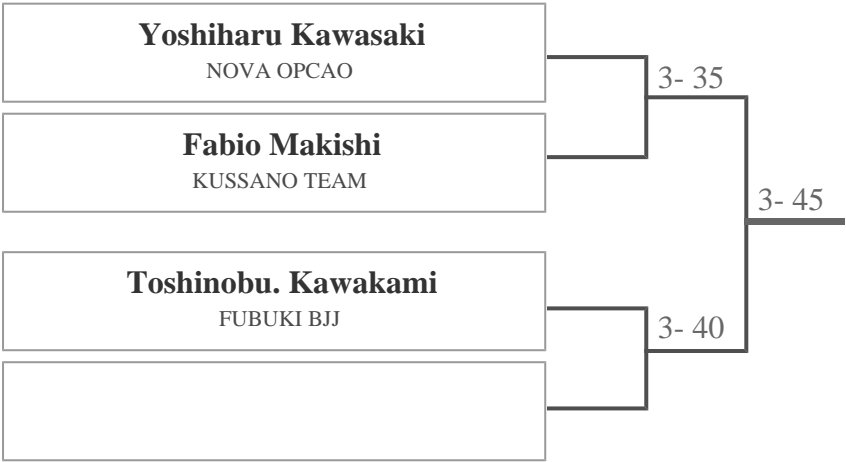 Yoshiharu Kawasaki
NOVA OPCAO
3- 35
Fabio Makishi
KUSSANO TEAM
3- 45
Toshinobu. Kawakami
FUBUKI BJJ
3- 40